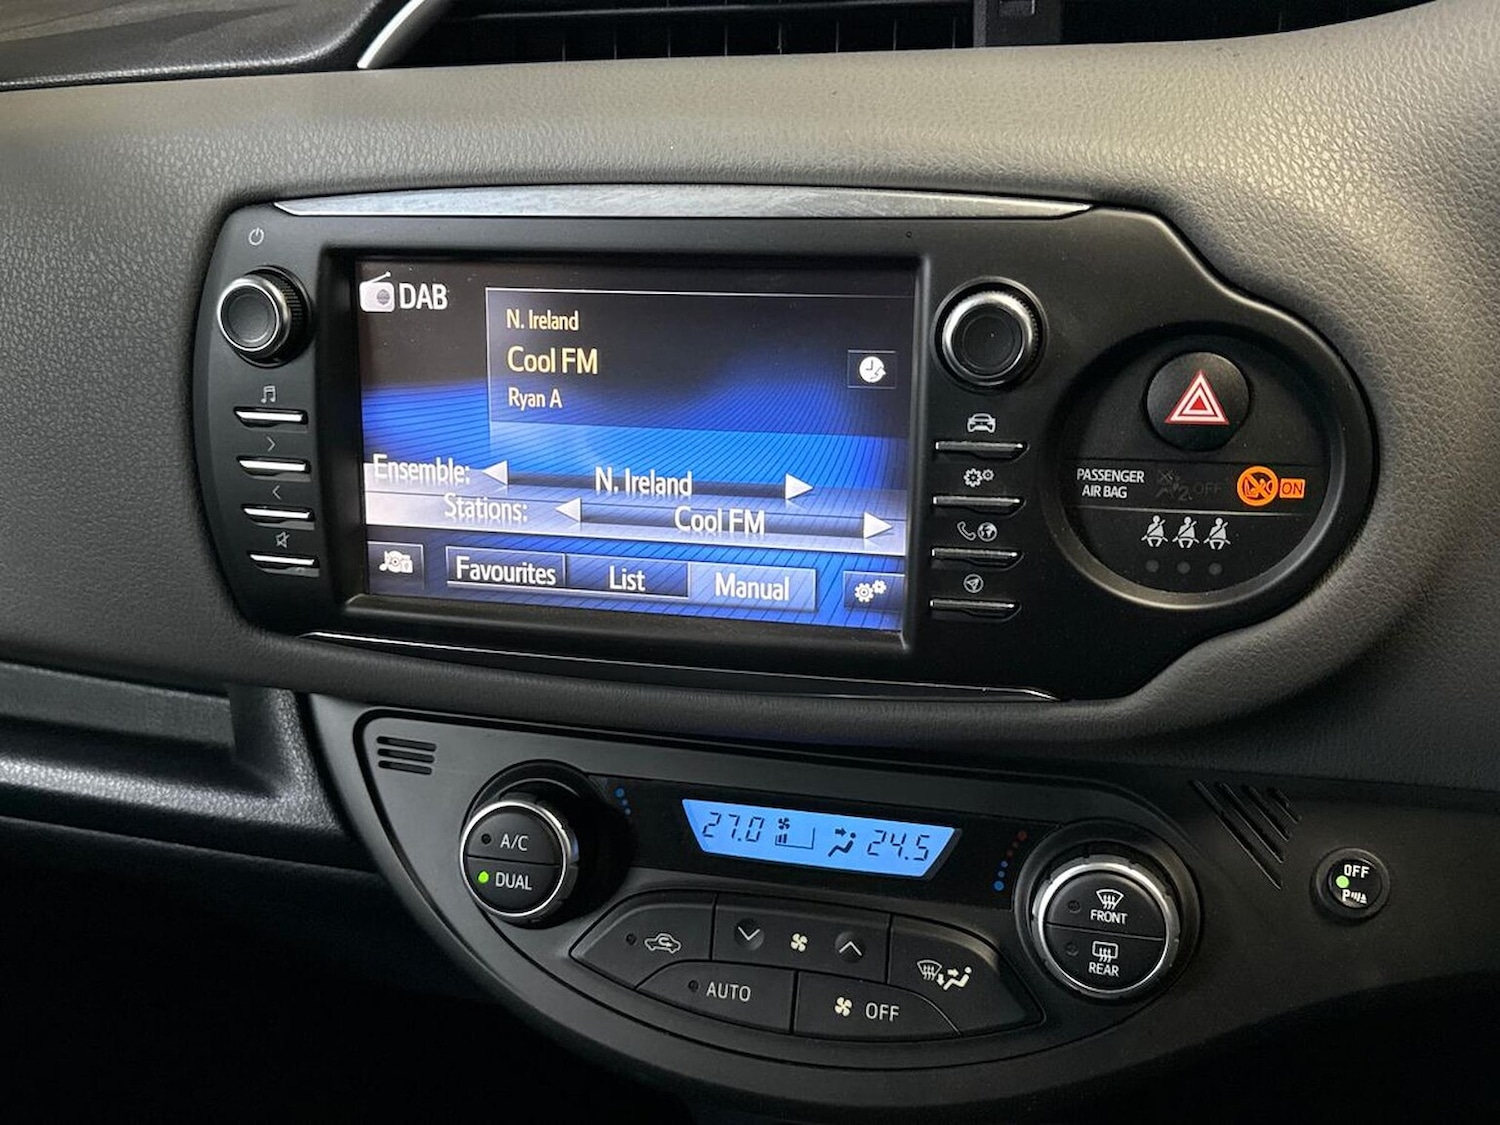 DAB
N. Ireland
Cool FM
Ryan A
Ensemble: N. Ireland
Stations: Cool FM
Favourites List Manual
PASSENGER
AIR BAG
2 OFF
ON
27.0 24.5
A/C
DUAL
AUTO
OFF
FRONT
REAR
OFF
P